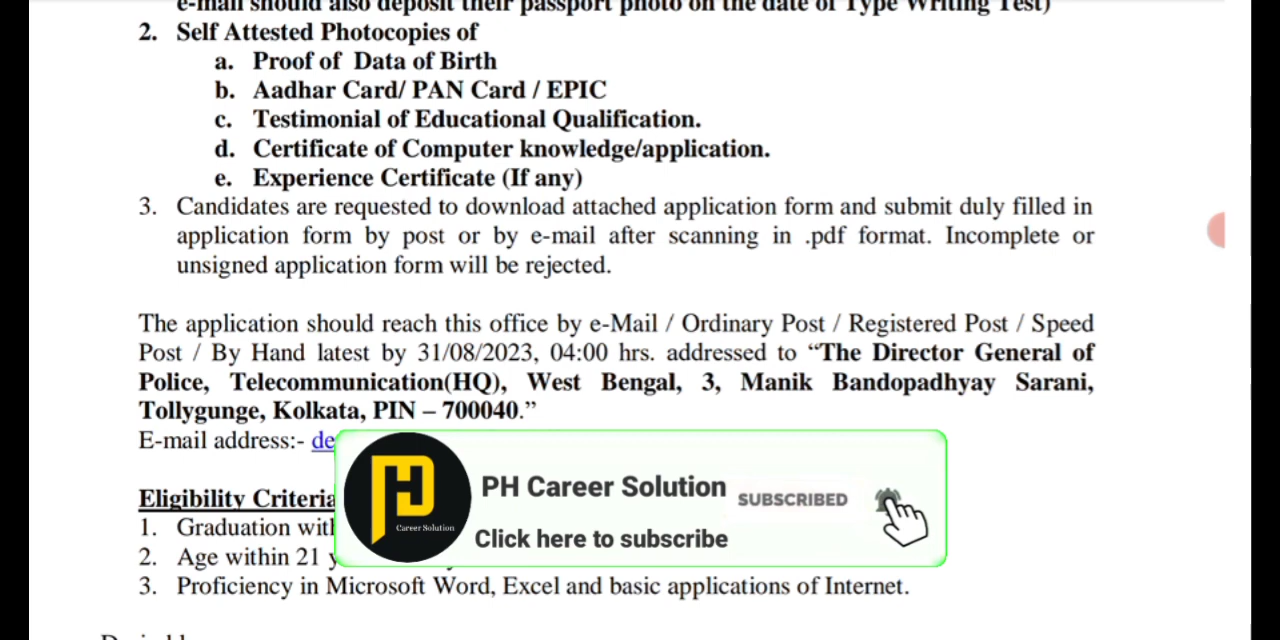 e-mail should also deposit their passport photo on the date of Type Writing Test)
2. Self Attested Photocopies of
a. Proof of Data of Birth
b. Aadhar Card/ PAN Card / EPIC
c. Testimonial of Educational Qualification.
d. Certificate of Computer knowledge/application.
e. Experience Certificate (If any)
3. Candidates are requested to download attached application form and submit duly filled in
application form by post or by e-mail after scanning in .pdf format. Incomplete or
unsigned application form will be rejected.
The application should reach this office by e-Mail / Ordinary Post / Registered Post / Speed
Post / By Hand latest by 31/08/2023, 04:00 hrs. addressed to “The Director General of
Police, Telecommunication(HQ), West Bengal, 3, Manik Bandopadhyay Sarani,
Tollygunge, Kolkata, PIN – 700040.”
E-mail address:- de
Eligibility Criteria
1. Graduation with
2. Age within 21
3. Proficiency in Microsoft Word, Excel and basic applications of Internet.
PH
Career Solution
PH Career Solution
SUBSCRIBED
Click here to subscribe